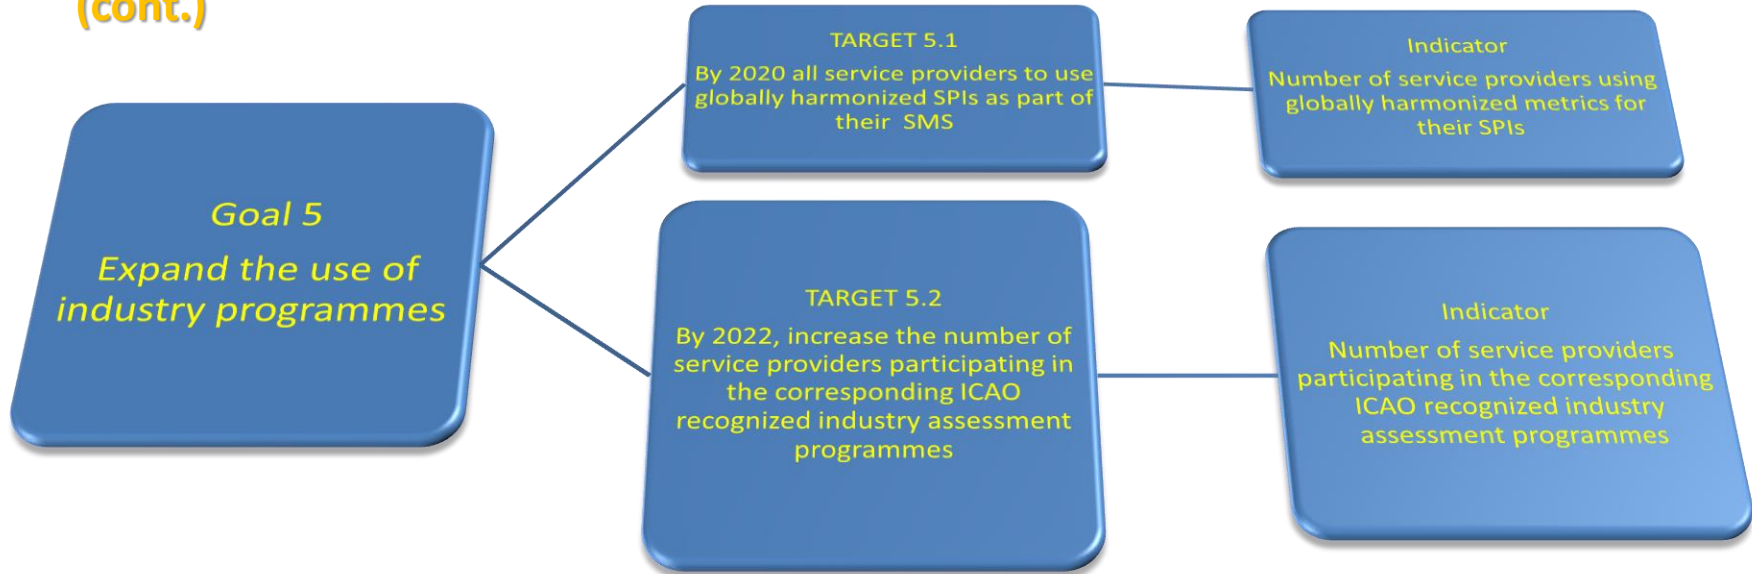 (cont.)
Goal 5
Expand the use of
industry programmes
TARGET 5.1
By 2020 all service providers to use
globally harmonized SPIs as part of
their SMS
Indicator
Number of service providers using
globally harmonized metrics for
their SPIs
TARGET 5.2
By 2022, increase the number of
service providers participating in
the corresponding ICAO
recognized industry assessment
programmes
Indicator
Number of service providers
participating in the corresponding
ICAO recognized industry
assessment programmes